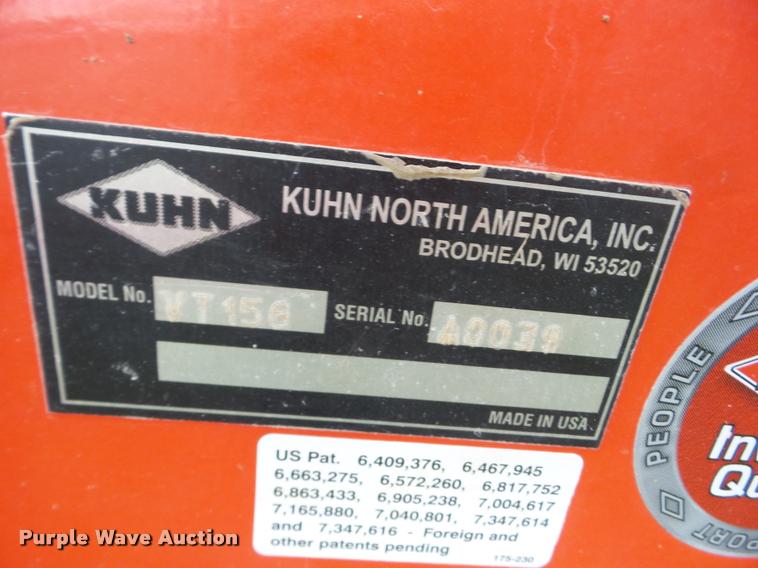 KUHN
KUHN NORTH AMERICA, INC.
BRODHEAD, WI 53520
MODEL No. VT156
SERIAL No. A0039
MADE IN USA
US Pat. 6,409,376, 6,467,945
6,663,275, 6,572,260, 6,817,752
6,863,433, 6,905,238, 7,004,617
7,165,880, 7,040,801, 7,347,614
and 7,347,616 - Foreign and
other patents pending
175-230
PEOPLE
Purple Wave Auction